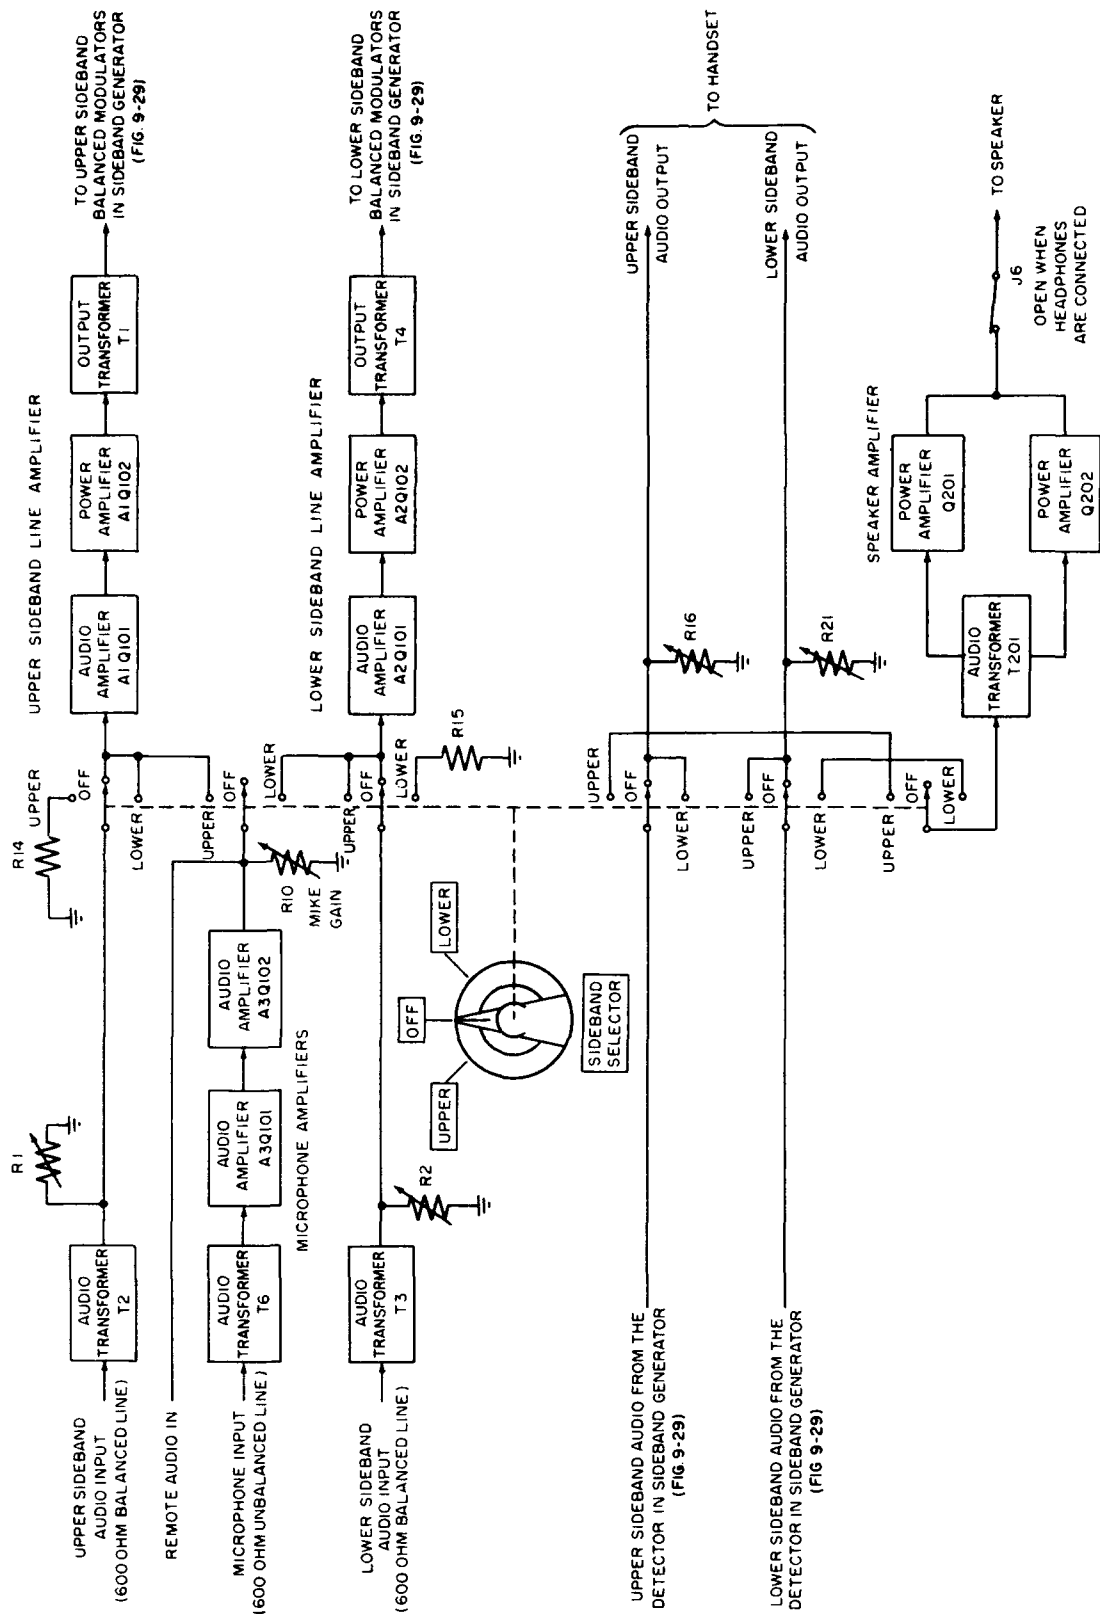 UPPER SIDEBAND
AUDIO INPUT
(600 OHM BALANCED LINE)
AUDIO
TRANSFORMER
T2
R1
R14
UPPER
OFF
LOWER
UPPER SIDEBAND LINE AMPLIFIER
AUDIO
AMPLIFIER
A1Q101
POWER
AMPLIFIER
A1Q102
OUTPUT
TRANSFORMER
T1
TO UPPER SIDEBAND
BALANCED MODULATORS
IN SIDEBAND GENERATOR
(FIG. 9-29)
REMOTE AUDIO IN
MICROPHONE INPUT
(600 OHM UNBALANCED LINE)
AUDIO
TRANSFORMER
T6
AUDIO
AMPLIFIER
A3Q101
AUDIO
AMPLIFIER
A3Q102
MICROPHONE AMPLIFIERS
R10
MIKE
GAIN
UPPER
OFF
LOWER
LOWER SIDEBAND
AUDIO INPUT
(600 OHM BALANCED LINE)
AUDIO
TRANSFORMER
T3
R2
UPPER
OFF
LOWER
R15
LOWER SIDEBAND LINE AMPLIFIER
AUDIO
AMPLIFIER
A2Q101
POWER
AMPLIFIER
A2Q102
OUTPUT
TRANSFORMER
T4
TO LOWER SIDEBAND
BALANCED MODULATORS
IN SIDEBAND GENERATOR
(FIG. 9-29)
UPPER
OFF
LOWER
SIDEBAND
SELECTOR
UPPER SIDEBAND AUDIO FROM THE
DETECTOR IN SIDEBAND GENERATOR
(FIG. 9-29)
UPPER
OFF
LOWER
R16
UPPER SIDEBAND
AUDIO OUTPUT
LOWER SIDEBAND AUDIO FROM THE
DETECTOR IN SIDEBAND GENERATOR
(FIG 9-29)
UPPER
OFF
LOWER
R21
LOWER SIDEBAND
AUDIO OUTPUT
TO HANDSET
UPPER
OFF
LOWER
SPEAKER AMPLIFIER
AUDIO
TRANSFORMER
T201
POWER
AMPLIFIER
Q201
POWER
AMPLIFIER
Q202
J6
OPEN WHEN
HEADPHONES
ARE CONNECTED
TO SPEAKER